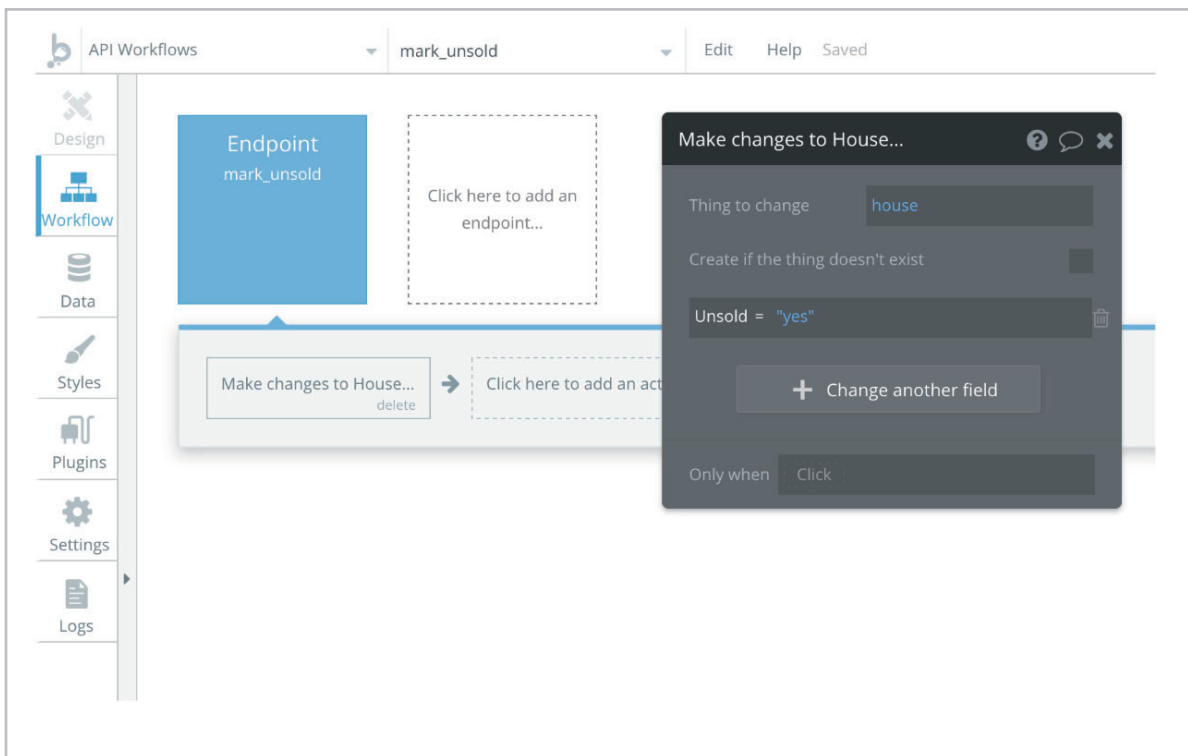 API Workflows
mark_unsold
Edit
Help
Saved
Design
Workflow
Data
Styles
Plugins
Settings
Logs
Endpoint
mark_unsold
Click here to add an
endpoint...
Make changes to House...
delete
Click here to add an act
Make changes to House...
Thing to change
house
Create if the thing doesn't exist
Unsold = "yes"
Change another field
Only when
Click